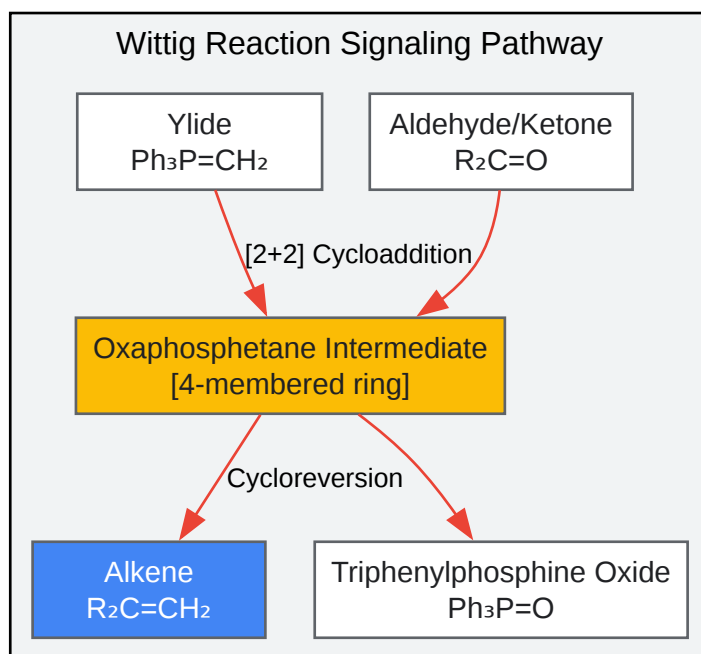 Wittig Reaction Signaling Pathway
Ylide
Ph₃P=CH₂
Aldehyde/Ketone
R₂C=O
[2+2] Cycloaddition
Oxaphosphetane Intermediate
[4-membered ring]
Cycloreversion
Alkene
R₂C=CH₂
Triphenylphosphine Oxide
Ph₃P=O